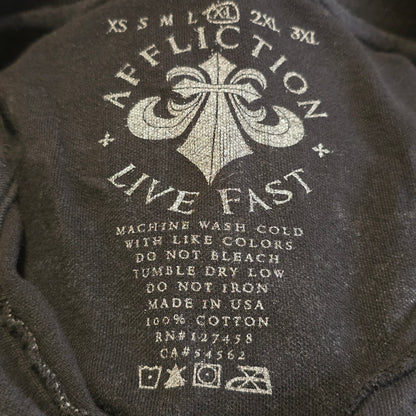 XS S M L XL 2XL 3XL
AFFLICTION
LIVE FAST
MACHINE WASH COLD
WITH LIKE COLORS
DO NOT BLEACH
TUMBLE DRY LOW
DO NOT IRON
MADE IN USA
100% COTTON
RN#127458
CA#54562